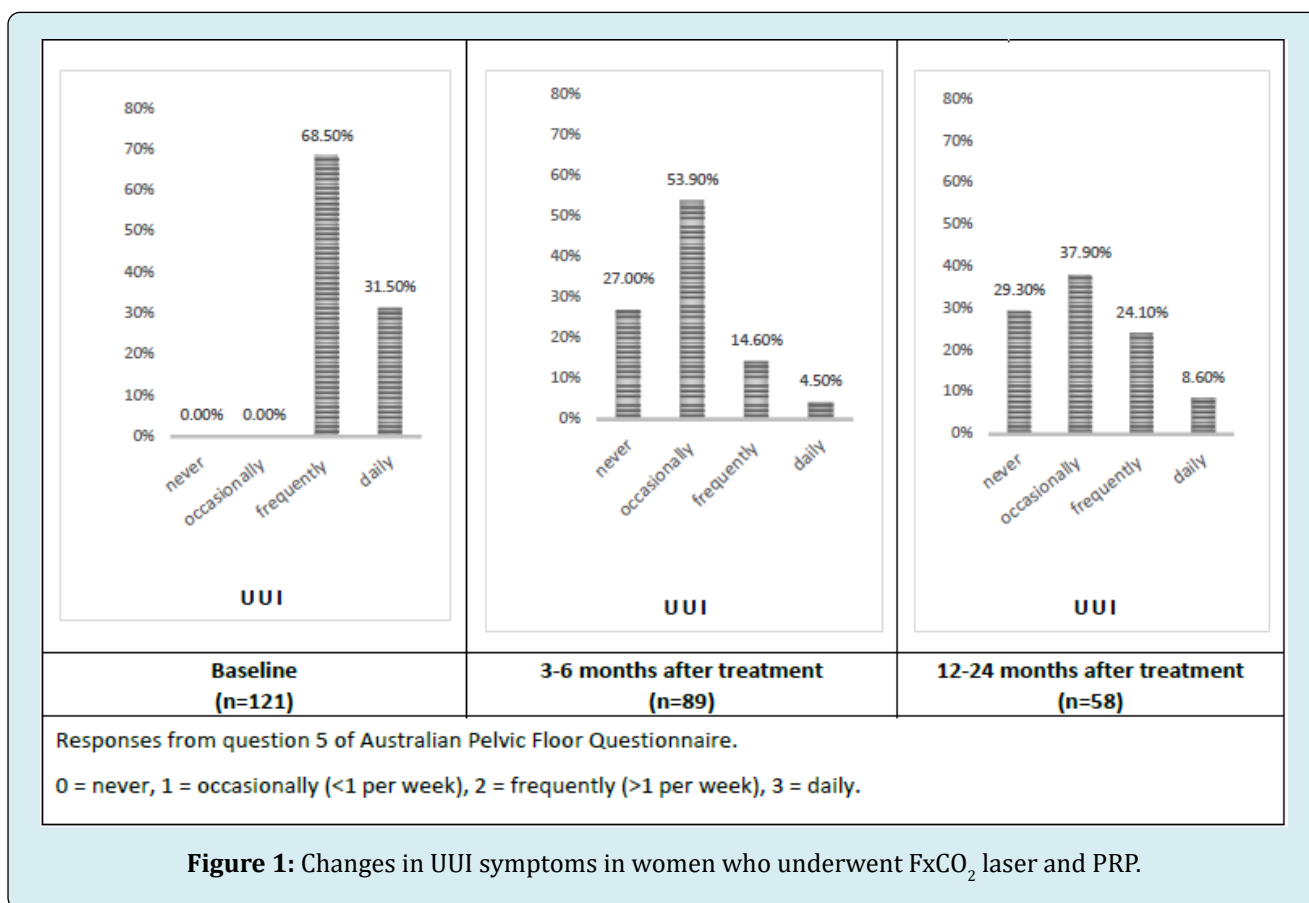 80%
70%
60%
50%
40%
30%
20%
10%
0%
0.00%
0.00%
68.50%
31.50%
never
occasionally
frequently
daily
UUI
80%
70%
60%
50%
40%
30%
20%
10%
0%
27.00%
53.90%
14.60%
4.50%
never
occasionally
frequently
daily
UUI
80%
70%
60%
50%
40%
30%
20%
10%
0%
29.30%
37.90%
24.10%
8.60%
never
occasionally
frequently
daily
UUI
Baseline
(n=121)
3-6 months after treatment
(n=89)
12-24 months after treatment
(n=58)
Responses from question 5 of Australian Pelvic Floor Questionnaire.
0 = never, 1 = occasionally (<1 per week), 2 = frequently (>1 per week), 3 = daily.
Figure 1: Changes in UUI symptoms in women who underwent FxCO₂ laser and PRP.